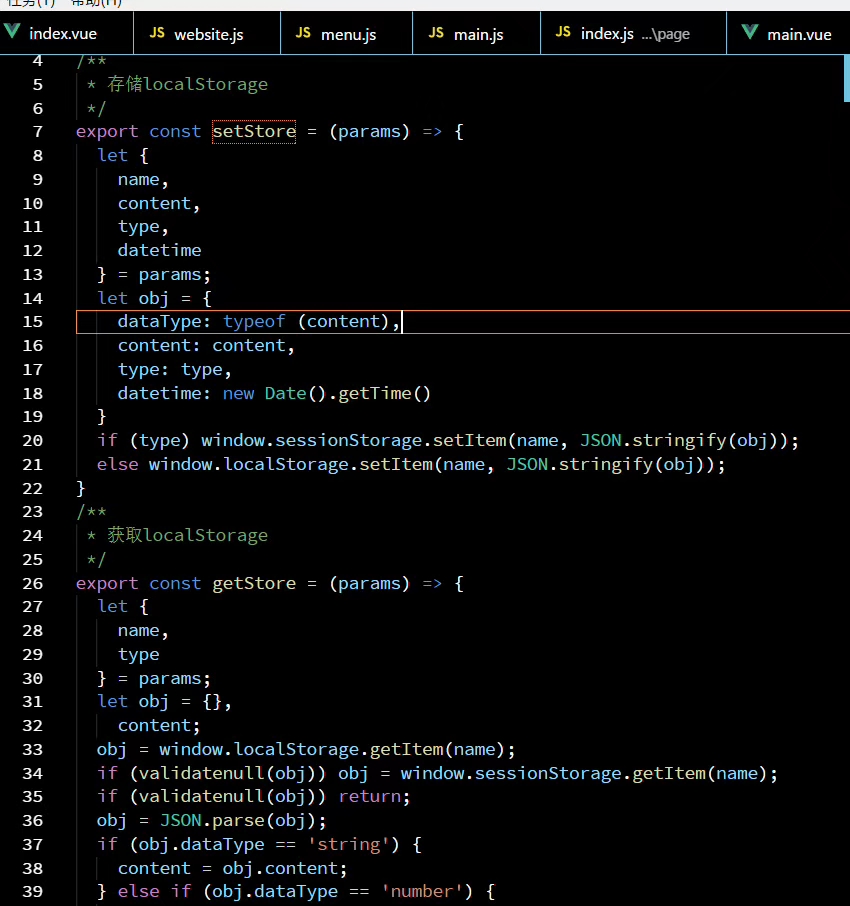 任务(T) 帮助(H)
index.vue JS website.js JS menu.js JS main.js JS index.js ...\page main.vue
4 /**
5 * 存储localStorage
6 */
7 export const setStore = (params) => {
8 let {
9 name,
10 content,
11 type,
12 datetime
13 } = params;
14 let obj = {
15 dataType: typeof (content),
16 content: content,
17 type: type,
18 datetime: new Date().getTime()
19 }
20 if (type) window.sessionStorage.setItem(name, JSON.stringify(obj));
21 else window.localStorage.setItem(name, JSON.stringify(obj));
22 }
23 /**
24 * 获取localStorage
25 */
26 export const getStore = (params) => {
27 let {
28 name,
29 type
30 } = params;
31 let obj = {},
32 content;
33 obj = window.localStorage.getItem(name);
34 if (validatenull(obj)) obj = window.sessionStorage.getItem(name);
35 if (validatenull(obj)) return;
36 obj = JSON.parse(obj);
37 if (obj.dataType == 'string') {
38 content = obj.content;
39 } else if (obj.dataType == 'number') {